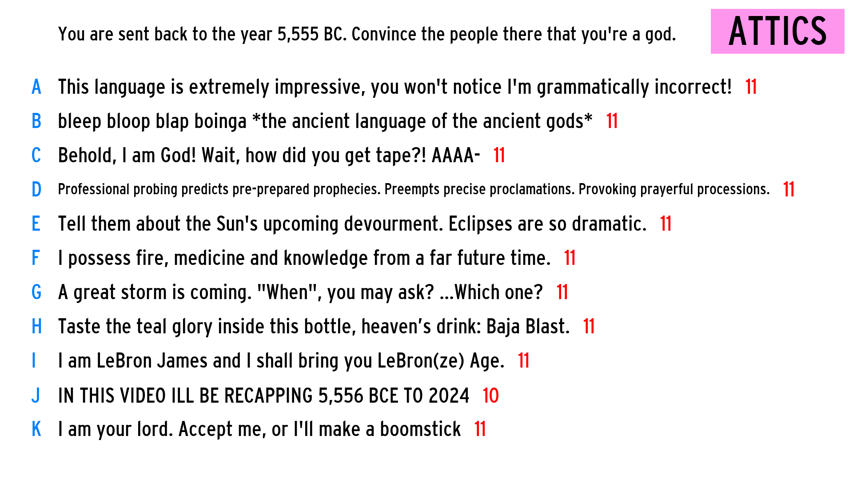 You are sent back to the year 5,555 BC. Convince the people there that you're a god.
ATTICS
A This language is extremely impressive, you won't notice I'm grammatically incorrect! 11
B bleep bloop blap boinga *the ancient language of the ancient gods* 11
C Behold, I am God! Wait, how did you get tape?! AAAA- 11
D Professional probing predicts pre-prepared prophecies. Preempts precise proclamations. Provoking prayerful processions. 11
E Tell them about the Sun's upcoming devourment. Eclipses are so dramatic. 11
F I possess fire, medicine and knowledge from a far future time. 11
G A great storm is coming. "When", you may ask? ...Which one? 11
H Taste the teal glory inside this bottle, heaven’s drink: Baja Blast. 11
I I am LeBron James and I shall bring you LeBron(ze) Age. 11
J IN THIS VIDEO ILL BE RECAPPING 5,556 BCE TO 2024 10
K I am your lord. Accept me, or I'll make a boomstick 11